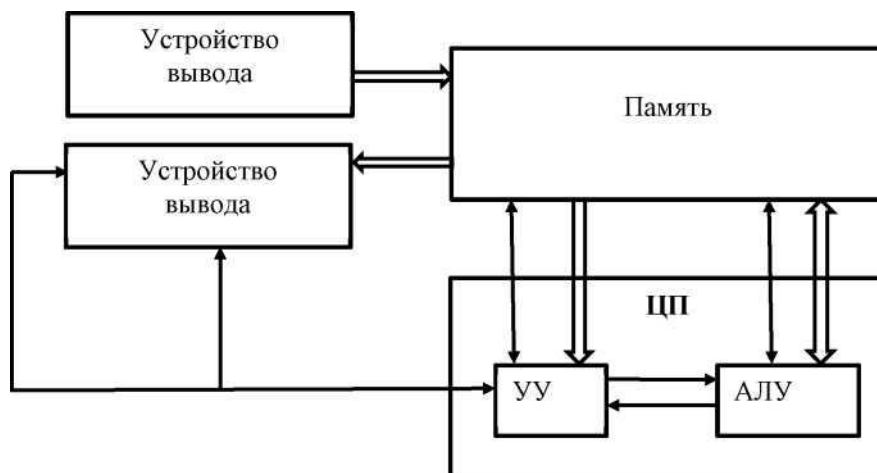 Устройство
вывода
Память
Устройство
вывода
ЦП
УУ
АЛУ